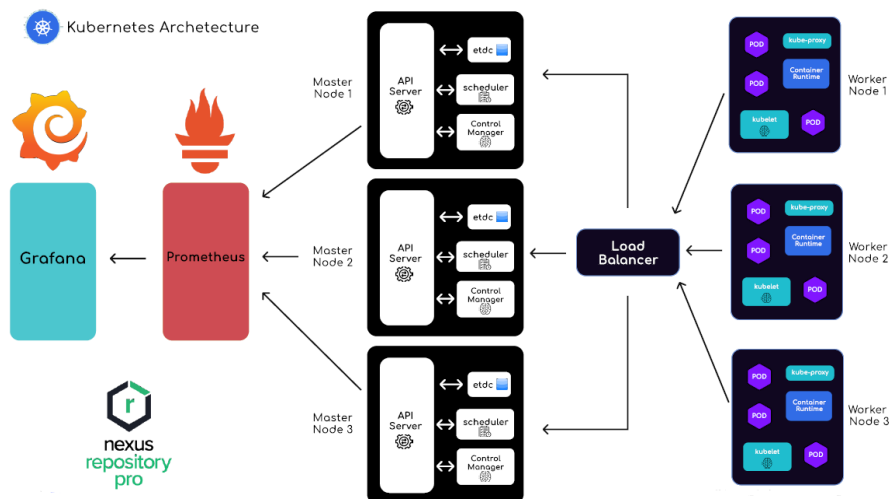 Kubernetes Archetecture
Grafana
Prometheus
nexus
repository
pro
Master
Node 1
API
Server
etdc
scheduler
Control
Manager
Master
Node 2
API
Server
etdc
scheduler
Control
Manager
Master
Node 3
API
Server
etdc
scheduler
Control
Manager
Load
Balancer
POD
kube-proxy
POD
Container
Runtime
kubelet
POD
Worker
Node 1
POD
kube-proxy
POD
Container
Runtime
kubelet
POD
Worker
Node 2
POD
kube-proxy
POD
Container
Runtime
kubelet
POD
Worker
Node 3